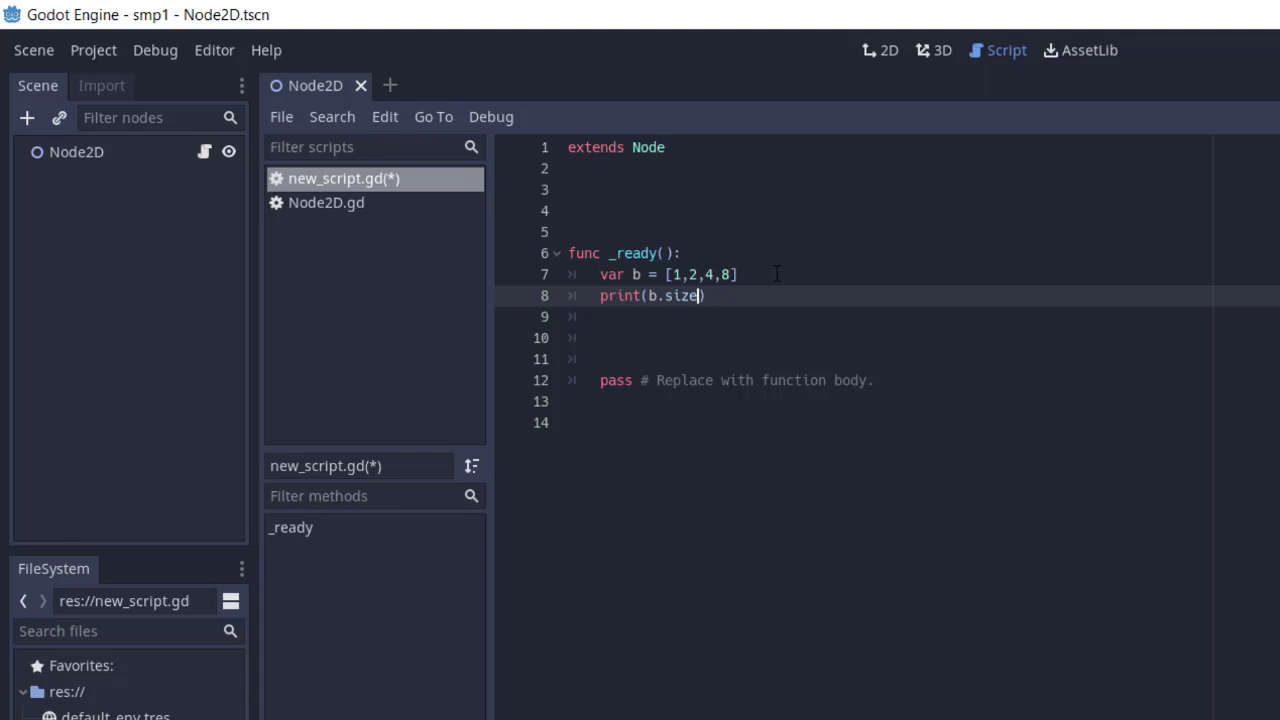 Godot Engine - smp1 - Node2D.tscn
Scene Project Debug Editor Help 2D 3D Script AssetLib
Scene Import
Filter nodes
Node2D
Node2D
File Search Edit Go To Debug
Filter scripts
new_script.gd(*)
Node2D.gd
new_script.gd(*)
Filter methods
_ready
1 extends Node
2
3
4
5
6 func _ready():
7 var b = [1,2,4,8]
8 print(b.size)
9
10
11
12 pass # Replace with function body.
13
14
FileSystem
res://new_script.gd
Search files
Favorites:
res://
default_env.tres